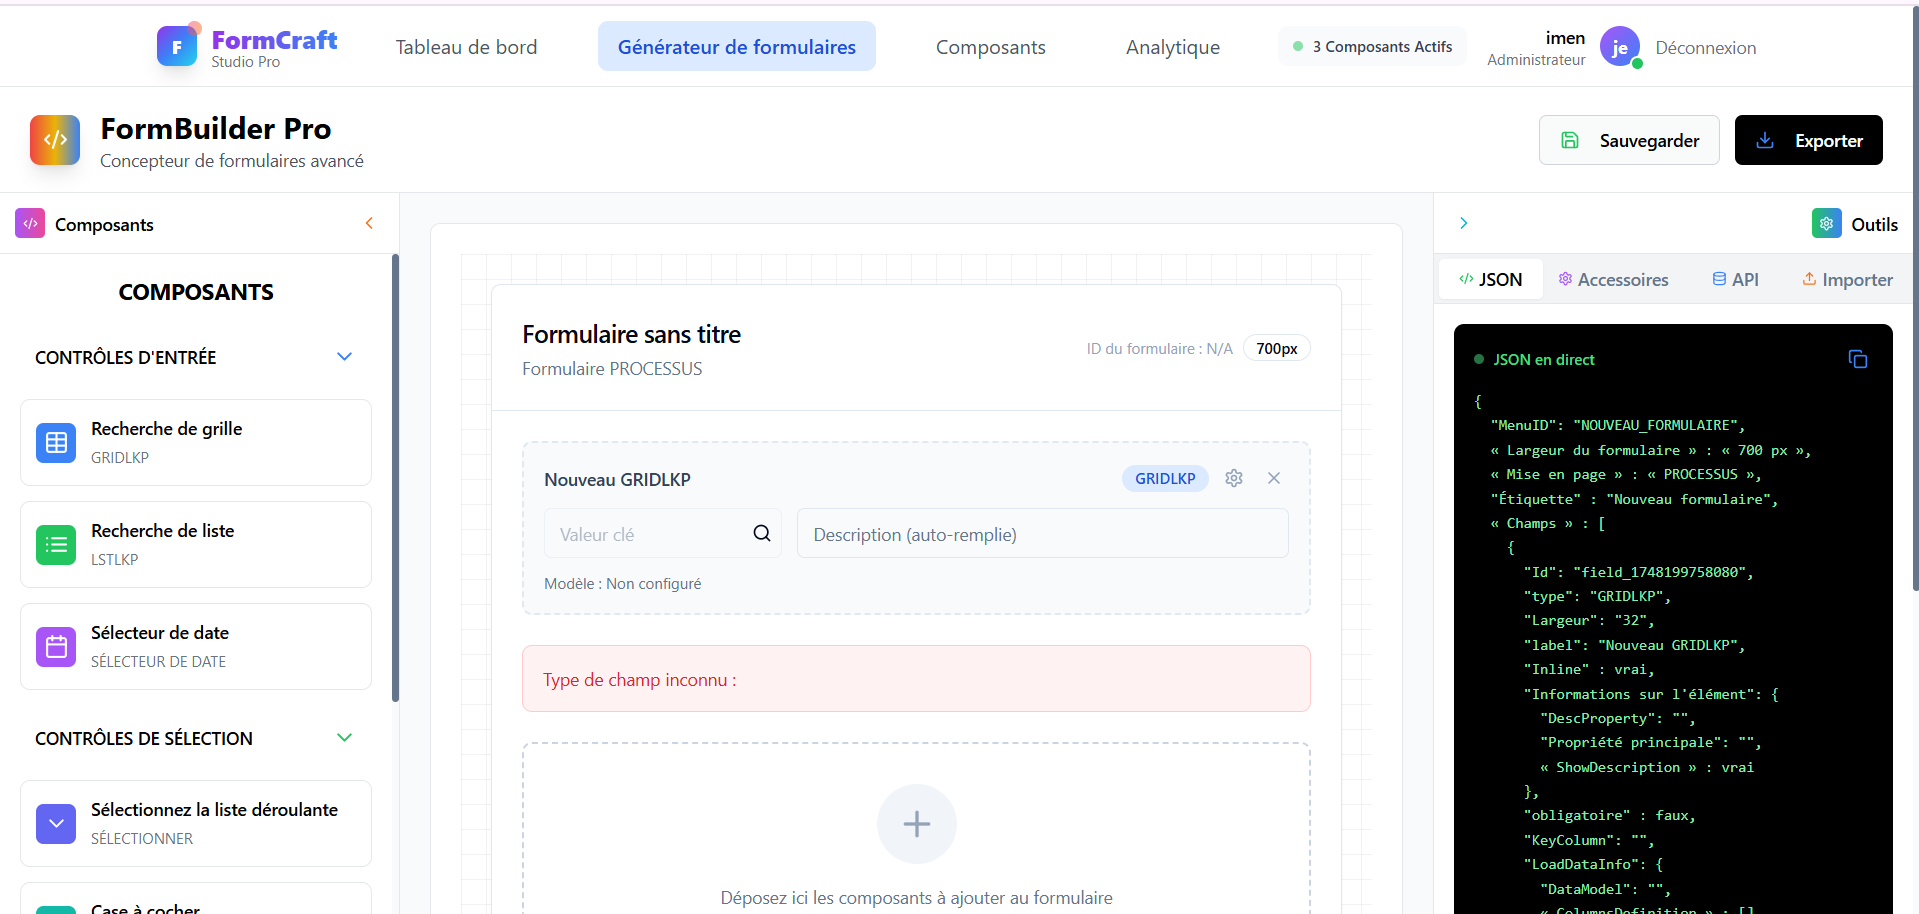 F
FormCraft
Studio Pro
Tableau de bord
Générateur de formulaires
Composants
Analytique
3 Composants Actifs
imen
Administrateur
je
Déconnexion
FormBuilder Pro
Concepteur de formulaires avancé
Sauvegarder
Exporter
Composants
COMPOSANTS
CONTRÔLES D'ENTRÉE
Recherche de grille
GRIDLKP
Recherche de liste
LSTLKP
Sélecteur de date
SÉLECTEUR DE DATE
CONTRÔLES DE SÉLECTION
Sélectionnez la liste déroulante
SÉLECTIONNER
Case à cocher
Formulaire sans titre
Formulaire PROCESSUS
ID du formulaire : N/A
700px
Nouveau GRIDLKP
GRIDLKP
Valeur clé
Description (auto-remplie)
Modèle : Non configuré
Type de champ inconnu :
Déposez ici les composants à ajouter au formulaire
Outils
</> JSON
Accessoires
API
Importer
JSON en direct
{
"MenuID": "NOUVEAU_FORMULAIRE",
« Largeur du formulaire » : « 700 px »,
« Mise en page » : « PROCESSUS »,
"Étiquette" : "Nouveau formulaire",
« Champs » : [
{
"Id": "field_1748199758080",
"type": "GRIDLKP",
"Largeur": "32",
"label": "Nouveau GRIDLKP",
"Inline" : vrai,
"Informations sur l'élément": {
"DescProperty": "",
"Propriété principale": "",
« ShowDescription » : vrai
},
"obligatoire" : faux,
"KeyColumn": "",
"LoadDataInfo": {
"DataModel": "",
« ColumnsDefinition » : []